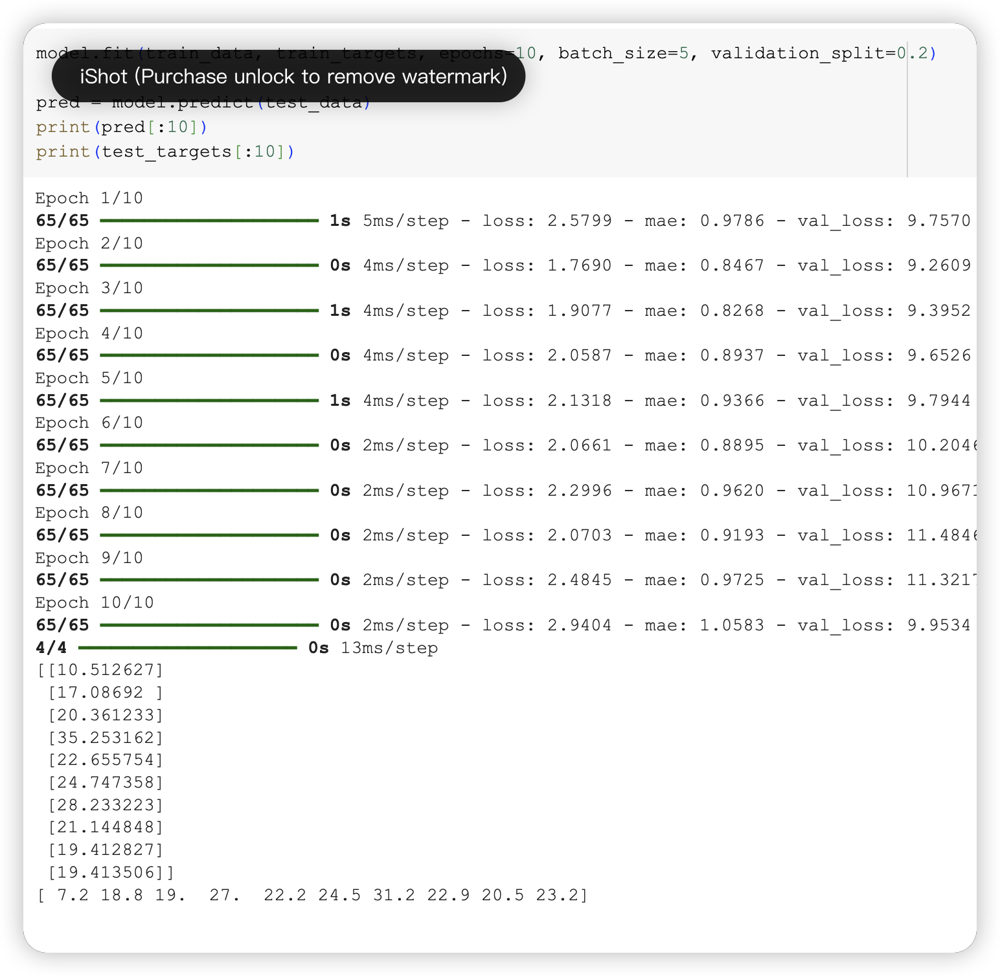 model.fit(train_data, train_targets, epochs=10, batch_size=5, validation_split=0.2)
iShot (Purchase unlock to remove watermark)
pred = model.predict(test_data)
print(pred[:10])
print(test_targets[:10])
Epoch 1/10
65/65 ━━━━━━━━━━━━━━━━━━━━ 1s 5ms/step - loss: 2.5799 - mae: 0.9786 - val_loss: 9.7570
Epoch 2/10
65/65 ━━━━━━━━━━━━━━━━━━━━ 0s 4ms/step - loss: 1.7690 - mae: 0.8467 - val_loss: 9.2609
Epoch 3/10
65/65 ━━━━━━━━━━━━━━━━━━━━ 1s 4ms/step - loss: 1.9077 - mae: 0.8268 - val_loss: 9.3952
Epoch 4/10
65/65 ━━━━━━━━━━━━━━━━━━━━ 0s 4ms/step - loss: 2.0587 - mae: 0.8937 - val_loss: 9.6526
Epoch 5/10
65/65 ━━━━━━━━━━━━━━━━━━━━ 1s 4ms/step - loss: 2.1318 - mae: 0.9366 - val_loss: 9.7944
Epoch 6/10
65/65 ━━━━━━━━━━━━━━━━━━━━ 0s 2ms/step - loss: 2.0661 - mae: 0.8895 - val_loss: 10.2046
Epoch 7/10
65/65 ━━━━━━━━━━━━━━━━━━━━ 0s 2ms/step - loss: 2.2996 - mae: 0.9620 - val_loss: 10.9671
Epoch 8/10
65/65 ━━━━━━━━━━━━━━━━━━━━ 0s 2ms/step - loss: 2.0703 - mae: 0.9193 - val_loss: 11.4846
Epoch 9/10
65/65 ━━━━━━━━━━━━━━━━━━━━ 0s 2ms/step - loss: 2.4845 - mae: 0.9725 - val_loss: 11.3217
Epoch 10/10
65/65 ━━━━━━━━━━━━━━━━━━━━ 0s 2ms/step - loss: 2.9404 - mae: 1.0583 - val_loss: 9.9534
4/4 ━━━━━━━━━━━━━━━━━━━━ 0s 13ms/step
[[10.512627]
 [17.08692 ]
 [20.361233]
 [35.253162]
 [22.655754]
 [24.747358]
 [28.233223]
 [21.144848]
 [19.412827]
 [19.413506]]
[ 7.2 18.8 19.  27.  22.2 24.5 31.2 22.9 20.5 23.2]